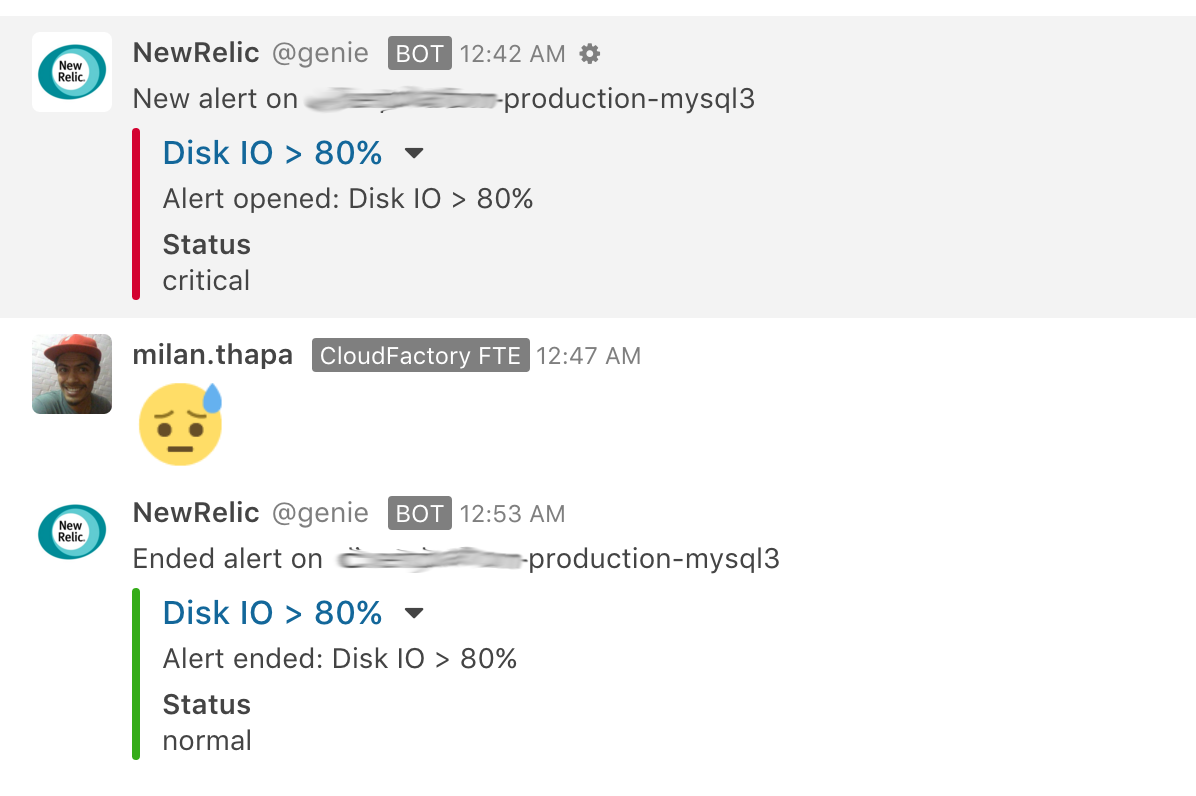 New Relic.
NewRelic @genie BOT 12:42 AM
New alert on -production-mysql3
Disk IO > 80%
Alert opened: Disk IO > 80%
Status
critical
milan.thapa CloudFactory FTE 12:47 AM
New Relic.
NewRelic @genie BOT 12:53 AM
Ended alert on -production-mysql3
Disk IO > 80%
Alert ended: Disk IO > 80%
Status
normal